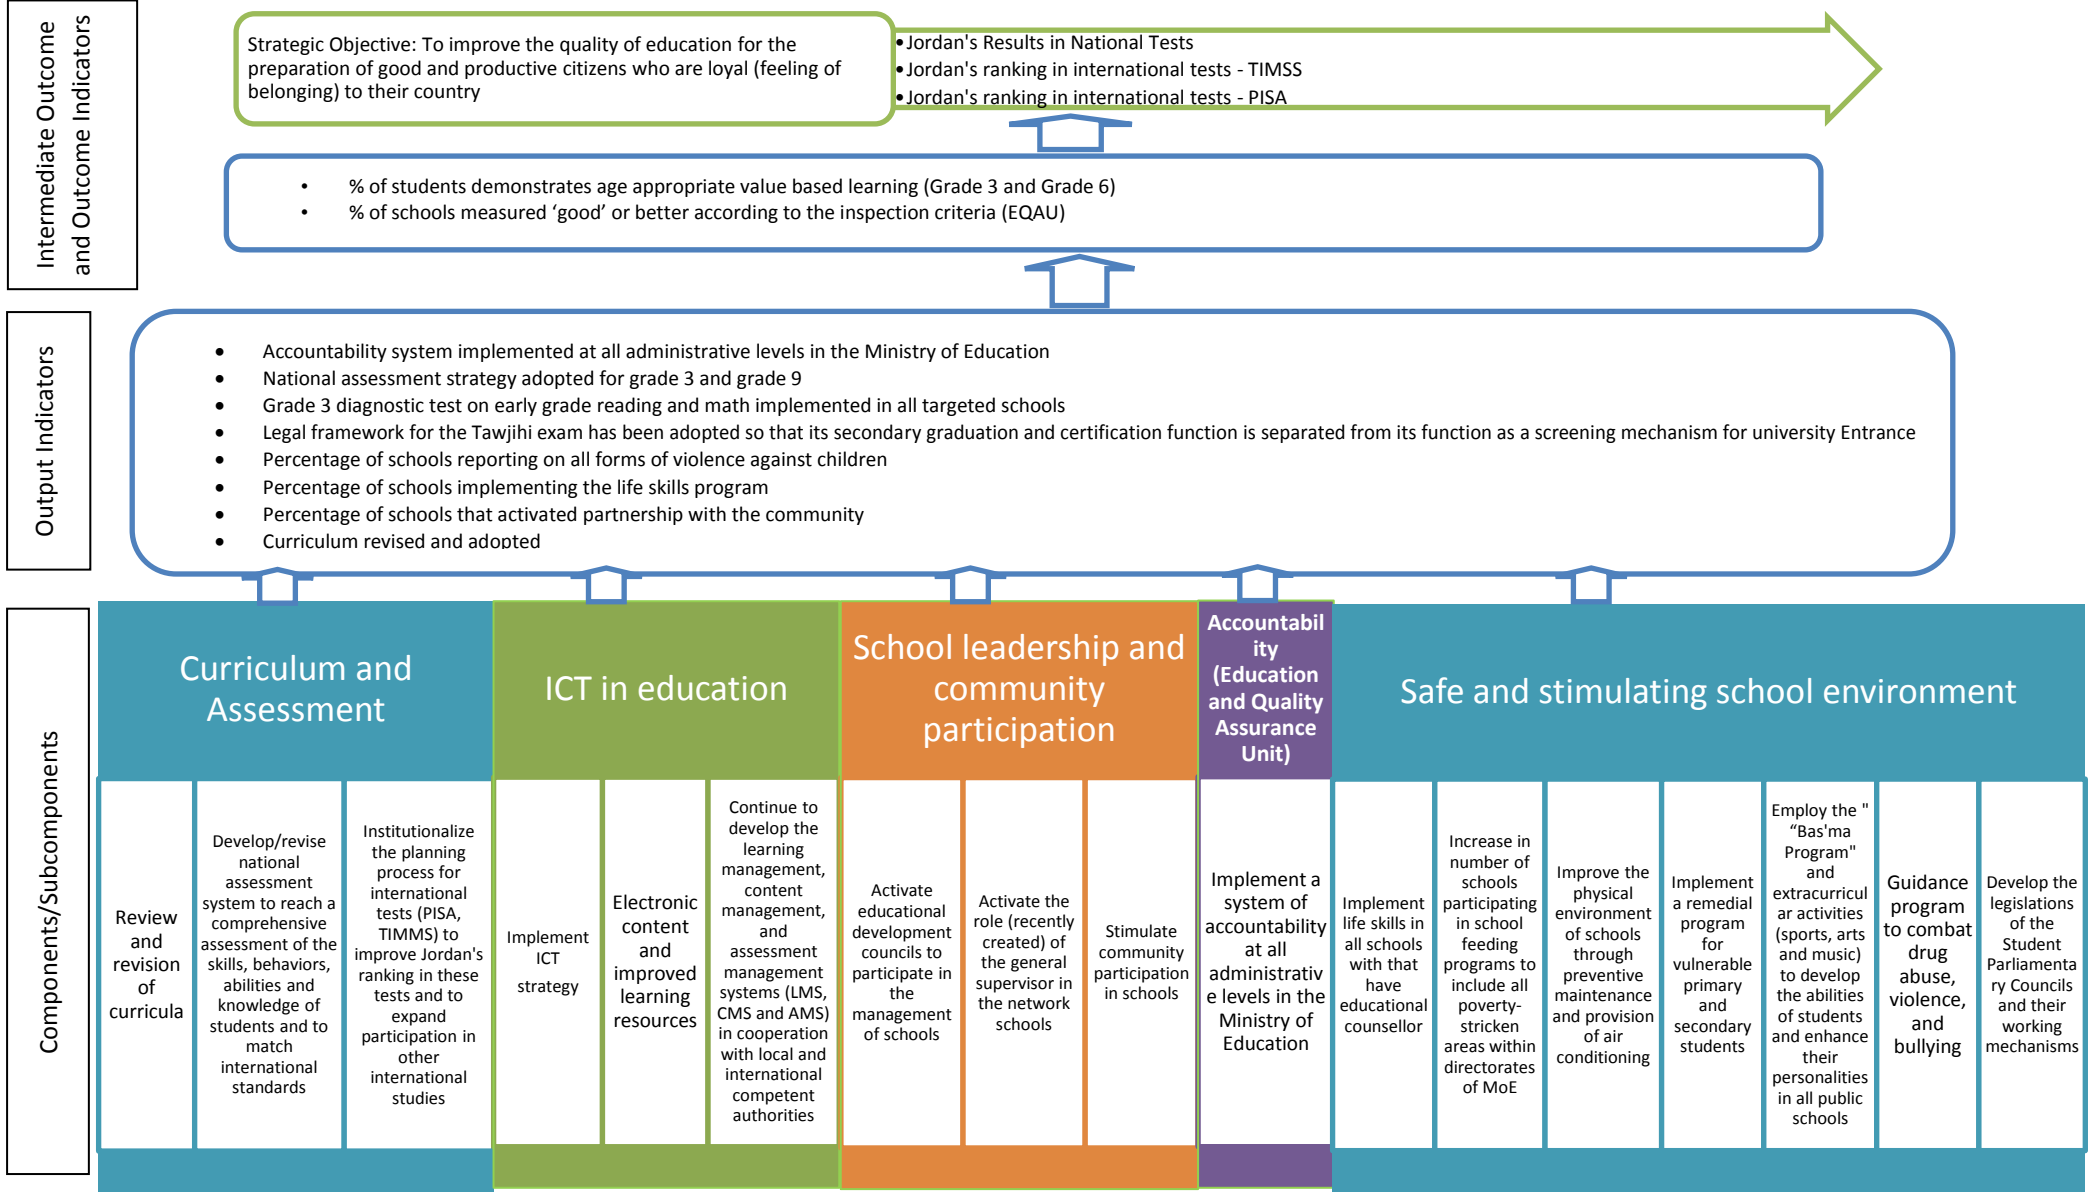 Intermediate Outcome
and Outcome Indicators
Strategic Objective: To improve the quality of education for the
preparation of good and productive citizens who are loyal (feeling of
belonging) to their country
•Jordan's Results in National Tests
•Jordan's ranking in international tests - TIMSS
•Jordan's ranking in international tests - PISA
• % of students demonstrates age appropriate value based learning (Grade 3 and Grade 6)
• % of schools measured ‘good’ or better according to the inspection criteria (EQAU)
Output Indicators
• Accountability system implemented at all administrative levels in the Ministry of Education
• National assessment strategy adopted for grade 3 and grade 9
• Grade 3 diagnostic test on early grade reading and math implemented in all targeted schools
• Legal framework for the Tawjihi exam has been adopted so that its secondary graduation and certification function is separated from its function as a screening mechanism for university Entrance
• Percentage of schools reporting on all forms of violence against children
• Percentage of schools implementing the life skills program
• Percentage of schools that activated partnership with the community
• Curriculum revised and adopted
Components/Subcomponents
Curriculum and
Assessment
Review
and
revision
of
curricula
Develop/revise
national
assessment
system to reach a
comprehensive
assessment of the
skills, behaviors,
abilities and
knowledge of
students and to
match
international
standards
Institutionalize
the planning
process for
international
tests (PISA,
TIMMS) to
improve Jordan's
ranking in these
tests and to
expand
participation in
other
international
studies
ICT in education
Implement
ICT
strategy
Electronic
content
and
improved
learning
resources
Continue to
develop the
learning
management,
content
management,
and
assessment
management
systems (LMS,
CMS and AMS)
in cooperation
with local and
international
competent
authorities
School leadership and
community
participation
Activate
educational
development
councils to
participate in
the
management
of schools
Activate the
role (recently
created) of
the general
supervisor in
the network
schools
Stimulate
community
participation
in schools
Accountabil
ity
(Education
and Quality
Assurance
Unit)
Implement a
system of
accountability
at all
administrativ
e levels in the
Ministry of
Education
Safe and stimulating school environment
Implement
life skills in
all schools
with that
have
educational
counsellor
Increase in
number of
schools
participating
in school
feeding
programs to
include all
poverty-
stricken
areas within
directorates
of MoE
Improve the
physical
environment
of schools
through
preventive
maintenance
and provision
of air
conditioning
Implement
a remedial
program
for
vulnerable
primary
and
secondary
students
Employ the "
“Bas'ma
Program"
and
extracurricul
ar activities
(sports, arts
and music)
to develop
the abilities
of students
and enhance
their
personalities
in all public
schools
Guidance
program
to combat
drug
abuse,
violence,
and
bullying
Develop the
legislations
of the
Student
Parliamenta
ry Councils
and their
working
mechanisms